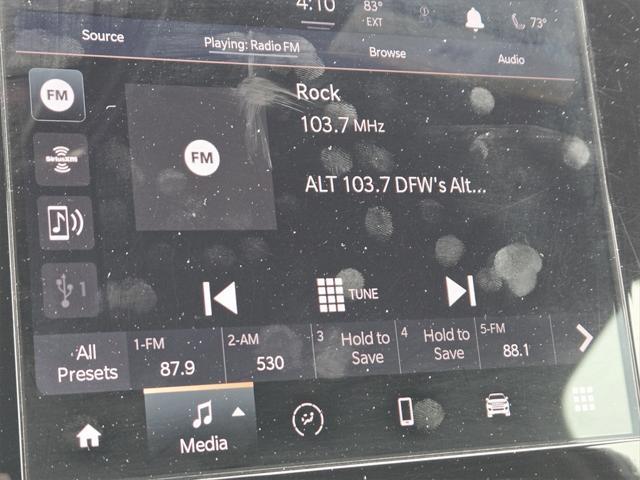 4:10
83°
EXT
73°
Source
Playing: Radio FM
Browse
Audio
FM
Rock
103.7 MHz
FM
SiriusXM
ALT 103.7 DFW's Alt...
1
TUNE
All
Presets
1-FM
87.9
2-AM
530
3 Hold to
Save
4 Hold to
Save
5-FM
88.1
Media